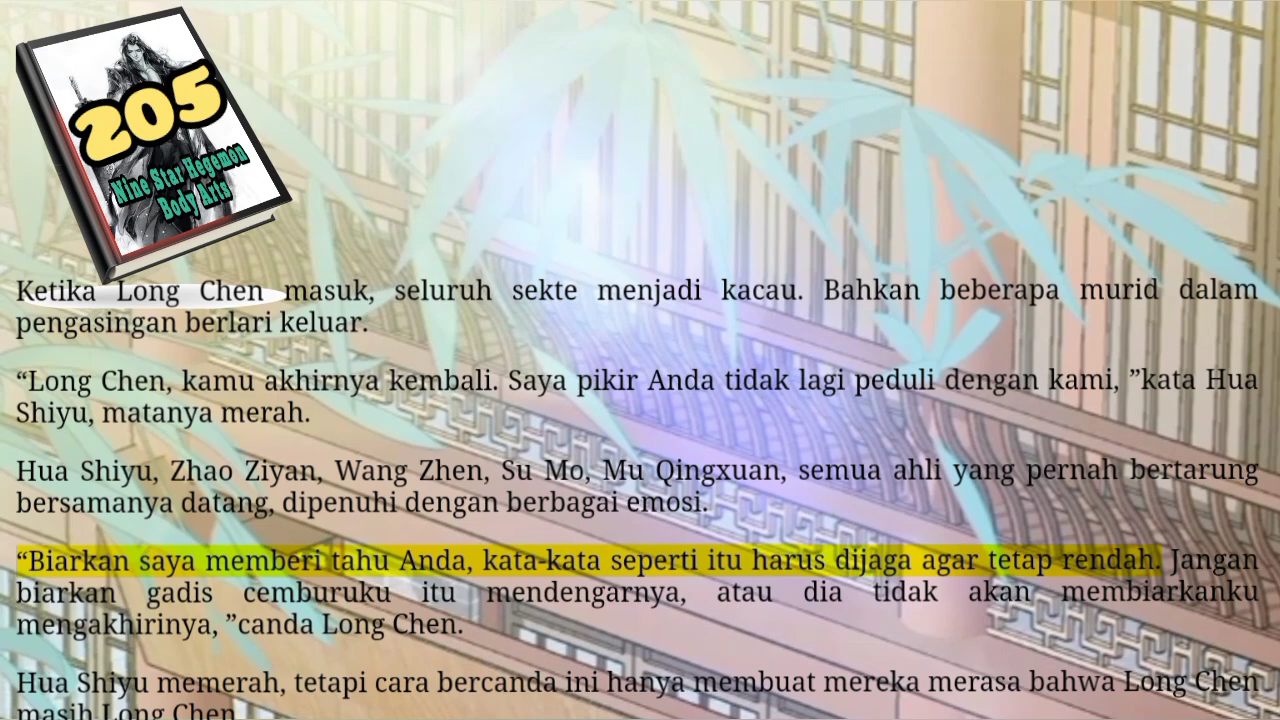 205
Nine Star Hegemon
Body Arts
Ketika Long Chen masuk, seluruh sekte menjadi kacau. Bahkan beberapa murid dalam
pengasingan berlari keluar.
“Long Chen, kamu akhirnya kembali. Saya pikir Anda tidak lagi peduli dengan kami, ”kata Hua
Shiyu, matanya merah.
Hua Shiyu, Zhao Ziyan, Wang Zhen, Su Mo, Mu Qingxuan, semua ahli yang pernah bertarung
bersamanya datang, dipenuhi dengan berbagai emosi.
“Biarkan saya memberi tahu Anda, kata-kata seperti itu harus dijaga agar tetap rendah. Jangan
biarkan gadis cemburuku itu mendengarnya, atau dia tidak akan membiarkanku
mengakhirinya, ”canda Long Chen.
Hua Shiyu memerah, tetapi cara bercanda ini hanya membuat mereka merasa bahwa Long Chen
masih Long Chen